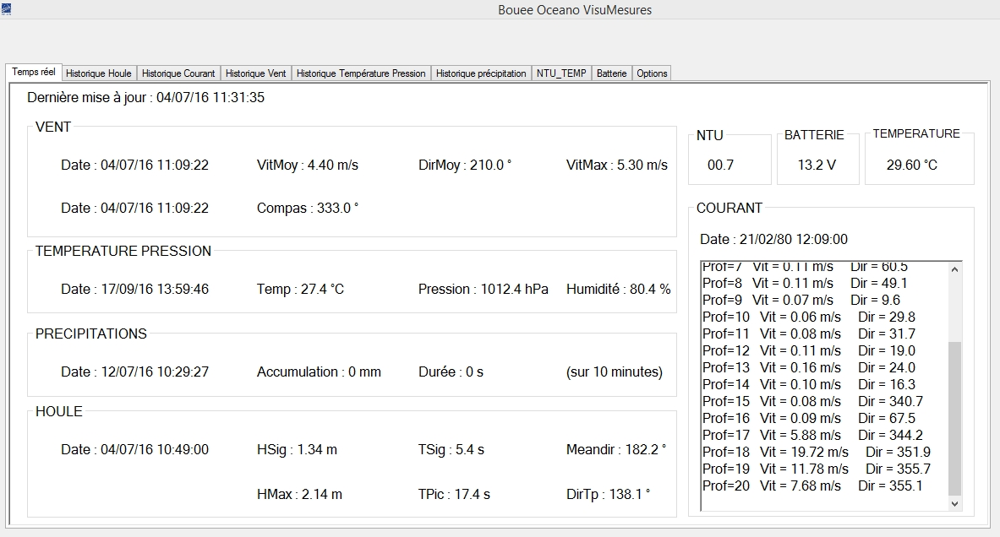 Bouee Oceano VisuMesures
Temps réel Historique Houle Historique Courant Historique Vent Historique Température Pression Historique précipitation NTU_TEMP Batterie Options
Dernière mise à jour : 04/07/16 11:31:35
VENT
Date : 04/07/16 11:09:22 VitMoy : 4.40 m/s DirMoy : 210.0 ° VitMax : 5.30 m/s
Date : 04/07/16 11:09:22 Compas : 333.0 °
TEMPERATURE PRESSION
Date : 17/09/16 13:59:46 Temp : 27.4 °C Pression : 1012.4 hPa Humidité : 80.4 %
PRECIPITATIONS
Date : 12/07/16 10:29:27 Accumulation : 0 mm Durée : 0 s (sur 10 minutes)
HOULE
Date : 04/07/16 10:49:00 HSig : 1.34 m TSig : 5.4 s Meandir : 182.2 °
HMax : 2.14 m TPic : 17.4 s DirTp : 138.1 °
NTU
00.7
BATTERIE
13.2 V
TEMPERATURE
29.60 °C
COURANT
Date : 21/02/80 12:09:00
Prof=7 Vit = 0.11 m/s Dir = 60.5
Prof=8 Vit = 0.11 m/s Dir = 49.1
Prof=9 Vit = 0.07 m/s Dir = 9.6
Prof=10 Vit = 0.06 m/s Dir = 29.8
Prof=11 Vit = 0.08 m/s Dir = 31.7
Prof=12 Vit = 0.11 m/s Dir = 19.0
Prof=13 Vit = 0.16 m/s Dir = 24.0
Prof=14 Vit = 0.10 m/s Dir = 16.3
Prof=15 Vit = 0.08 m/s Dir = 340.7
Prof=16 Vit = 0.09 m/s Dir = 67.5
Prof=17 Vit = 5.88 m/s Dir = 344.2
Prof=18 Vit = 19.72 m/s Dir = 351.9
Prof=19 Vit = 11.78 m/s Dir = 355.7
Prof=20 Vit = 7.68 m/s Dir = 355.1